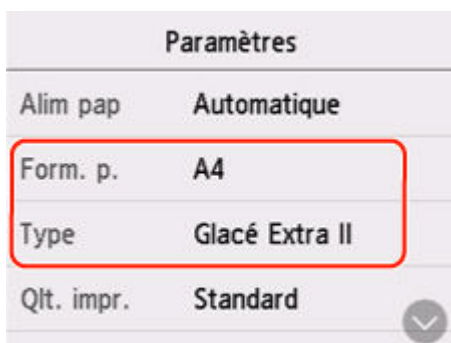 Paramètres
Alim pap Automatique
Form. p. A4
Type Glacé Extra II
Qlt. impr. Standard